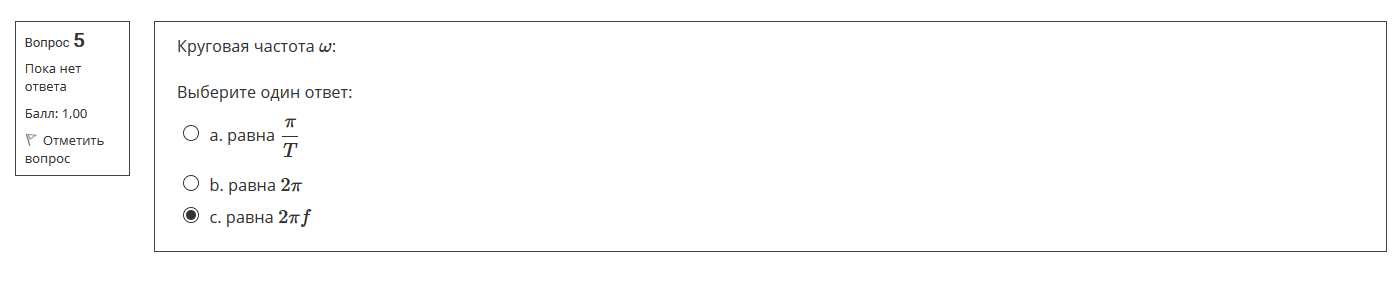 Вопрос 5
Пока нет
ответа
Балл: 1,00
Отметить
вопрос
Круговая частота ω:
Выберите один ответ:
a. равна π/T
b. равна 2π
c. равна 2πf